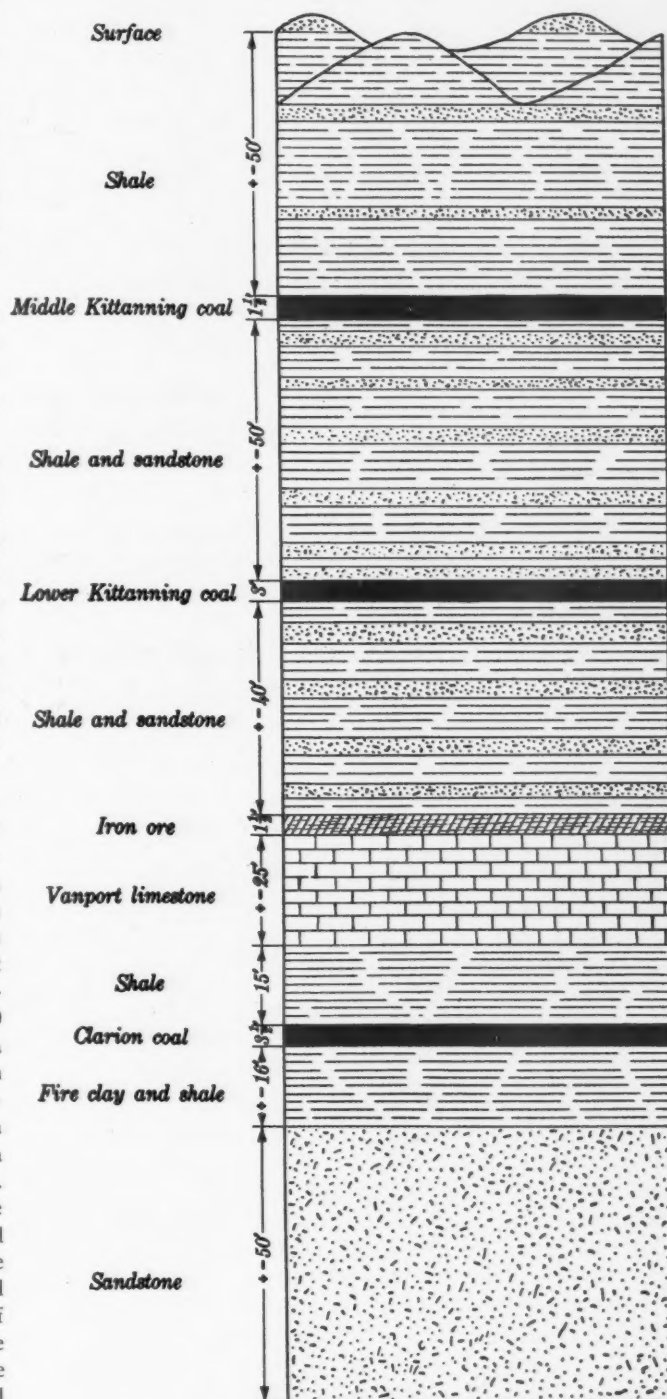 Surface
+-50'
Shale
Middle Kittanning coal
1½'
+-50'
Shale and sandstone
Lower Kittanning coal
3'
+-40'
Shale and sandstone
Iron ore
1½'
+-25'
Vanport limestone
Shale
15'
Clarion coal
3½'
Fire clay and shale
+-16'
+-50'
Sandstone